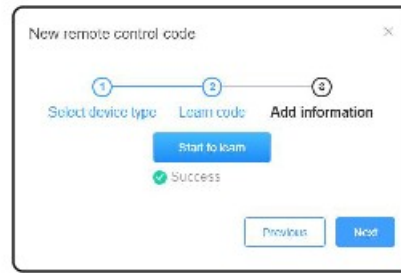 New remote control code
1 2 3
Select device type Learn code Add information
Start to learn
Success
Previous Next